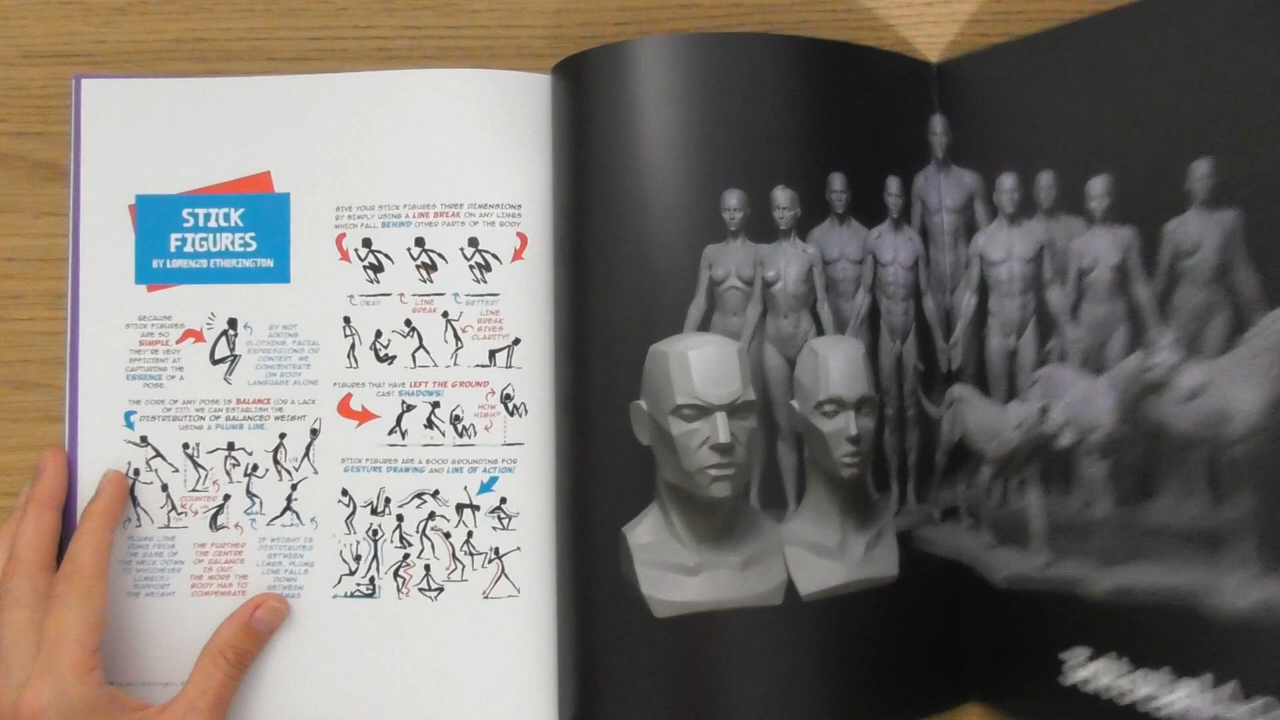 STICK
FIGURES
BY LORENZO ETHERINGTON
BECAUSE
STICK FIGURES
ARE SO
SIMPLE,
THEY'RE VERY
EFFICIENT AT
CAPTURING THE
ESSENCE OF A
POSE.
BY NOT
ADDING
CLOTHING, FACIAL
EXPRESSIONS OR
CONTEXT, WE
CONCENTRATE
ON BODY
LANGUAGE ALONE
THE CORE OF ANY POSE IS BALANCE (OR A LACK
OF IT). WE CAN ESTABLISH THE
DISTRIBUTION OF BALANCED WEIGHT
USING A PLUMB LINE.
COUNTER
PLUMB LINE
RUNS FROM
THE BASE OF
THE NECK DOWN
TO WHICHEVER
LIMB(S)
SUPPORT
THE WEIGHT
THE FURTHER
THE CENTRE
OF BALANCE
IS OUT,
THE MORE THE
BODY HAS TO
COMPENSATE
IF WEIGHT IS
DISTRIBUTED
BETWEEN
LIMBS, PLUMB
LINE FALLS
DOWN
BETWEEN
GIVE YOUR STICK FIGURES THREE DIMENSIONS
BY SIMPLY USING A LINE BREAK ON ANY LIMBS
WHICH FALL BEHIND OTHER PARTS OF THE BODY
OKAY
LINE
BREAK
BETTER!
LINE
BREAK
GIVES
CLARITY!
FIGURES THAT HAVE LEFT THE GROUND
CAST SHADOWS!
HOW
HIGH?
STICK FIGURES ARE A GOOD GROUNDING FOR
GESTURE DRAWING AND LINE OF ACTION!